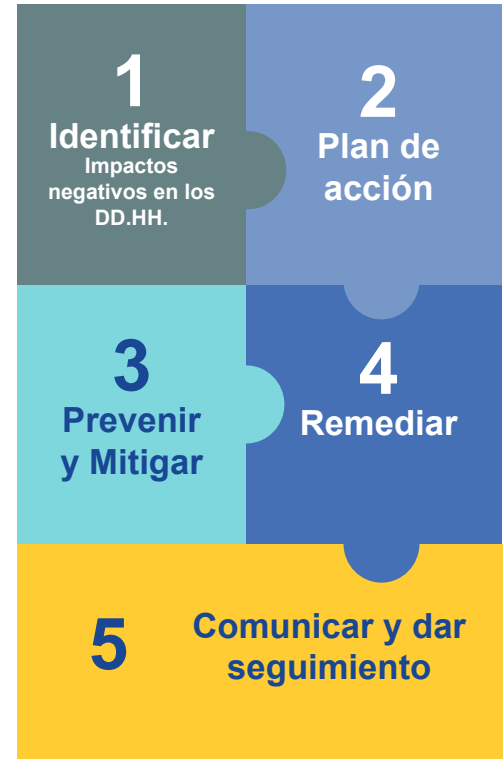 1
Identificar
Impactos
negativos en los
DD.HH.
2
Plan de
acción
3
Prevenir
y Mitigar
4
Remediar
5
Comunicar y dar
seguimiento